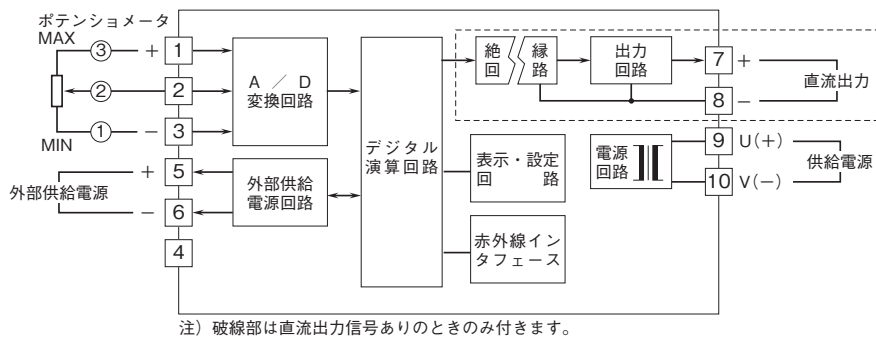 ポテンショメータ
MAX
③ + 1
② 2
① − 3
MIN
+ 5
外部供給電源
− 6
4
A ／ D
変換回路
外部供給
電源回路
デジタル
演算回路
絶 縁
回 路
出力
回路
7 +
直流出力
8 −
表示・設定
回 路
赤外線イン
タフェース
電源
回路
9 U(+)
供給電源
10 V(−)
注）破線部は直流出力信号ありのときのみ付きます。